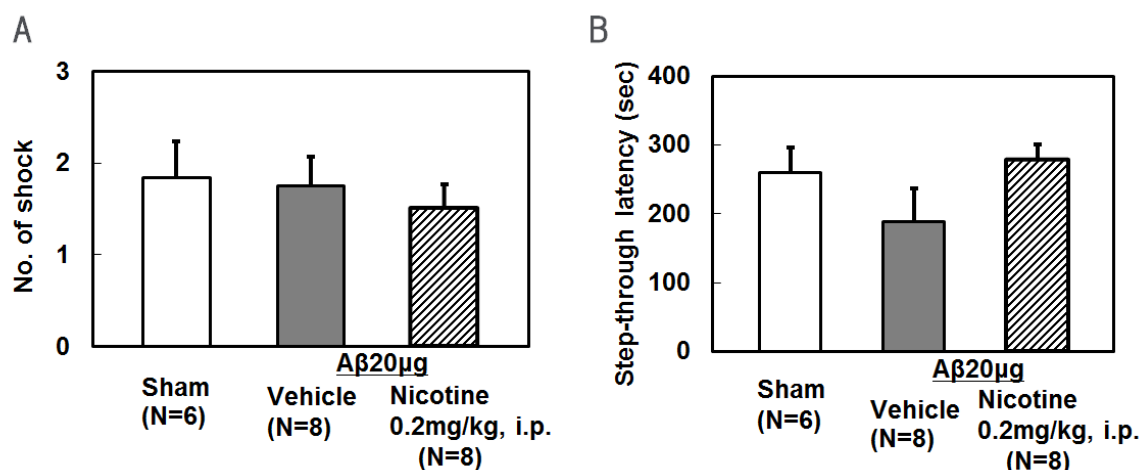 A
No. of shock
3
2
1
0
Aβ20μg
Sham
(N=6)
Vehicle
(N=8)
Nicotine
0.2mg/kg, i.p.
(N=8)
B
Step-through latency (sec)
400
300
200
100
0
Aβ20μg
Sham
(N=6)
Vehicle
(N=8)
Nicotine
0.2mg/kg, i.p.
(N=8)